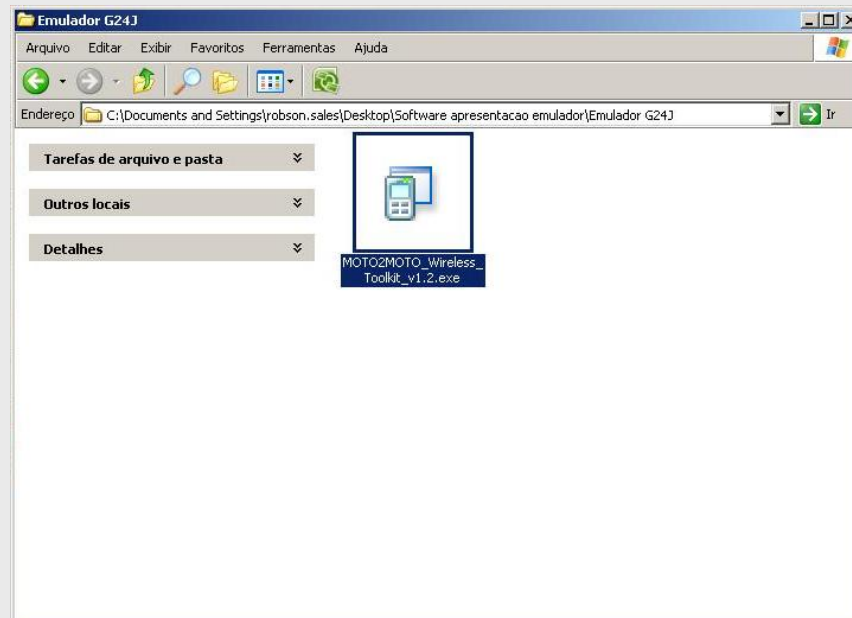 Emulador G24J
Arquivo Editar Exibir Favoritos Ferramentas Ajuda
Endereço C:\Documents and Settings\robson.sales\Desktop\Software apresentacao emulador\Emulador G24J Ir
Tarefas de arquivo e pasta
Outros locais
Detalhes
MOTO2MOTO_Wireless_
Toolkit_v1.2.exe